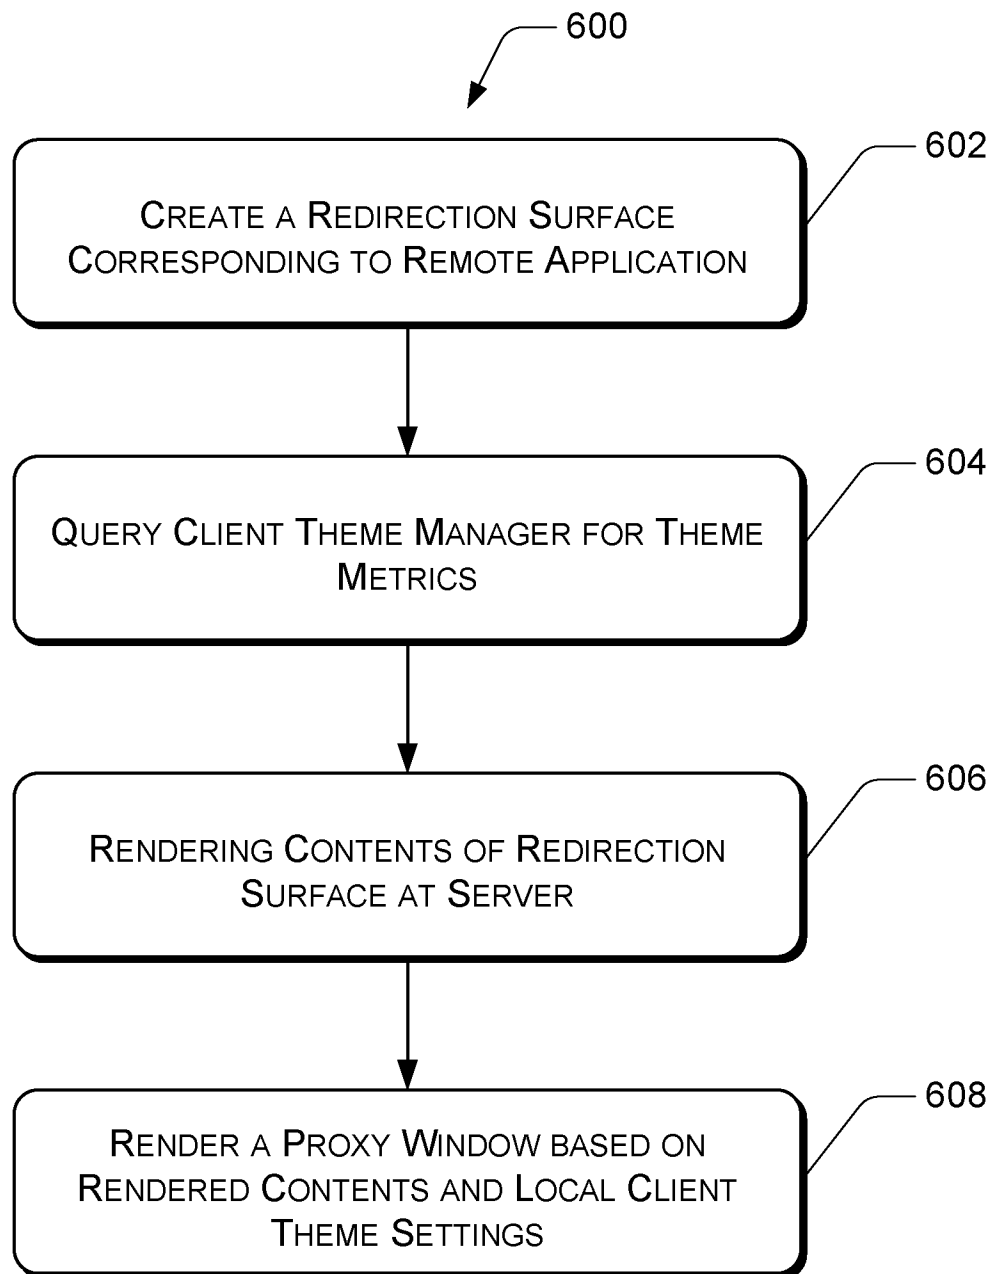 600
602
CREATE A REDIRECTION SURFACE
CORRESPONDING TO REMOTE APPLICATION
604
QUERY CLIENT THEME MANAGER FOR THEME
METRICS
606
RENDERING CONTENTS OF REDIRECTION
SURFACE AT SERVER
608
RENDER A PROXY WINDOW BASED ON
RENDERED CONTENTS AND LOCAL CLIENT
THEME SETTINGS